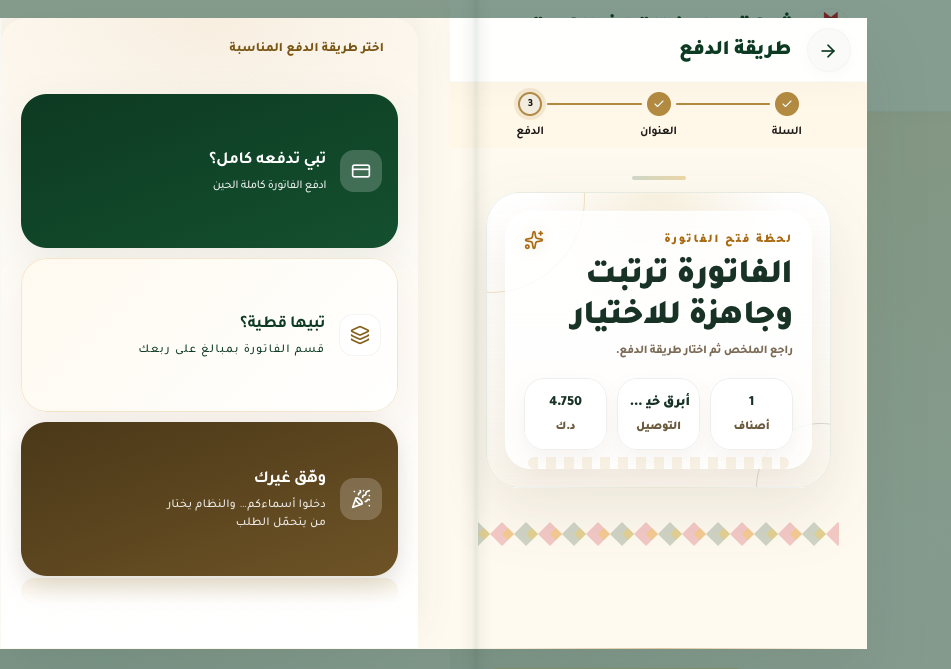 طريقة الدفع
السلة
العنوان
3
الدفع
لحظة فتح الفاتورة
الفاتورة ترتبت
وجاهزة للاختيار
راجع الملخص ثم اختار طريقة الدفع.
1
أصناف
أبرق خي ...
التوصيل
4.750
د.ك
اختر طريقة الدفع المناسبة
تبي تدفعه كامل؟
ادفع الفاتورة كاملة الحين
تبيها قطية؟
قسم الفاتورة بمبالغ على ربعك
وهّق غيرك
دخلوا أسماءكم… والنظام يختار
من يتحمّل الطلب